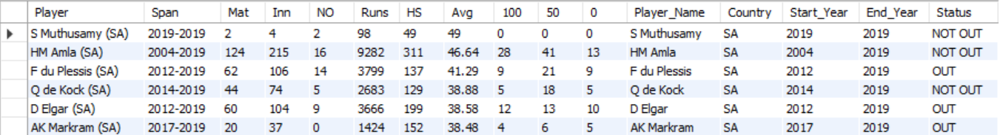 Player Span Mat Inn NO Runs HS Avg 100 50 0 Player_Name Country Start_Year End_Year Status
S Muthusamy (SA) 2019-2019 2 4 2 98 49 49 0 0 0 S Muthusamy SA 2019 2019 NOT OUT
HM Amla (SA) 2004-2019 124 215 16 9282 311 46.64 28 41 13 HM Amla SA 2004 2019 NOT OUT
F du Plessis (SA) 2012-2019 62 106 14 3799 137 41.29 9 21 9 F du Plessis SA 2012 2019 OUT
Q de Kock (SA) 2014-2019 44 74 5 2683 129 38.88 5 18 5 Q de Kock SA 2014 2019 NOT OUT
D Elgar (SA) 2012-2019 60 104 9 3666 199 38.58 12 13 10 D Elgar SA 2012 2019 OUT
AK Markram (SA) 2017-2019 20 37 0 1424 152 38.48 4 6 5 AK Markram SA 2017 2019 OUT